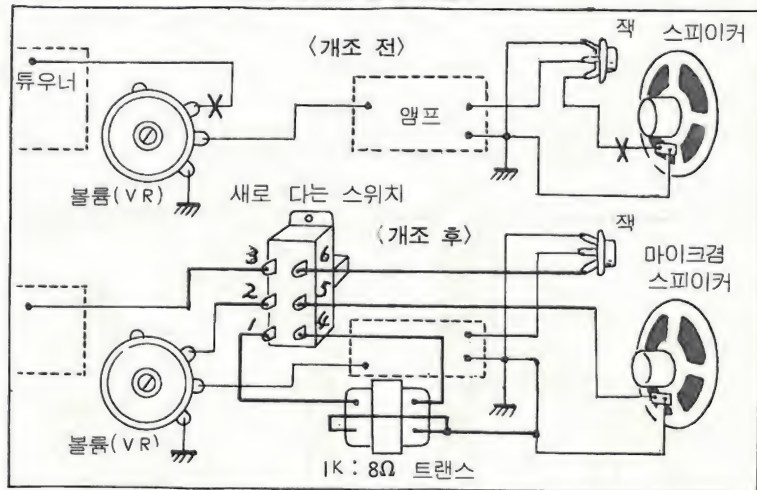 〈개조 전〉
잭
스피이커
튜우너
앰프
볼륨(VR)
새로 다는 스위치
〈개조 후〉
잭
마이크겸
스피이커
3
6
2
5
1
4
볼륨(VR)
1K : 8Ω 트랜스